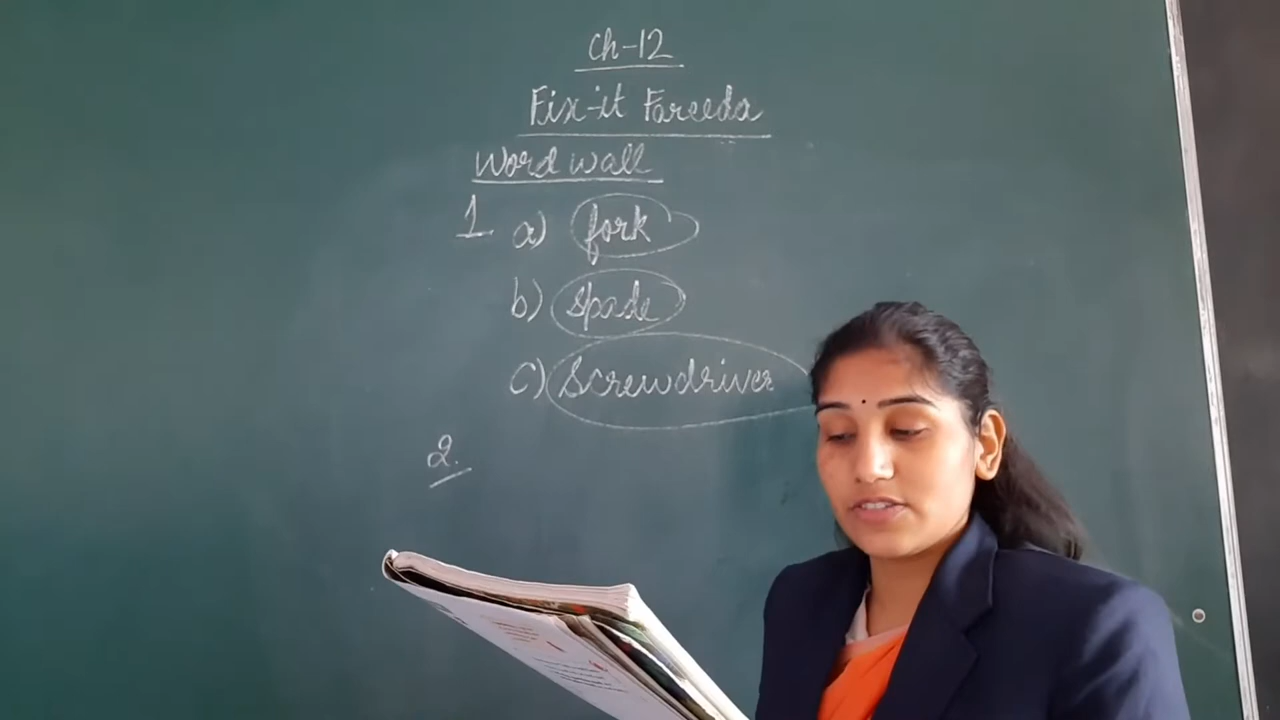 Ch-12
Fix-it Fareeda
Word wall
1 a) fork
b) spade
c) Screwdriver
2.